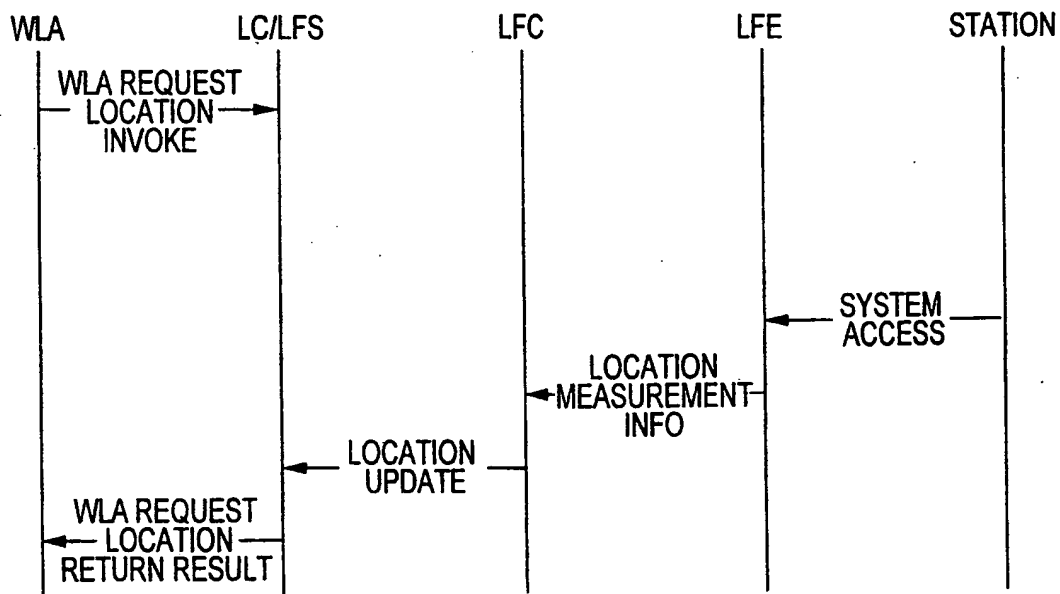 WLA LC/LFS LFC LFE STATION
WLA REQUEST
LOCATION
INVOKE
SYSTEM
ACCESS
LOCATION
MEASUREMENT
INFO
LOCATION
UPDATE
WLA REQUEST
LOCATION
RETURN RESULT